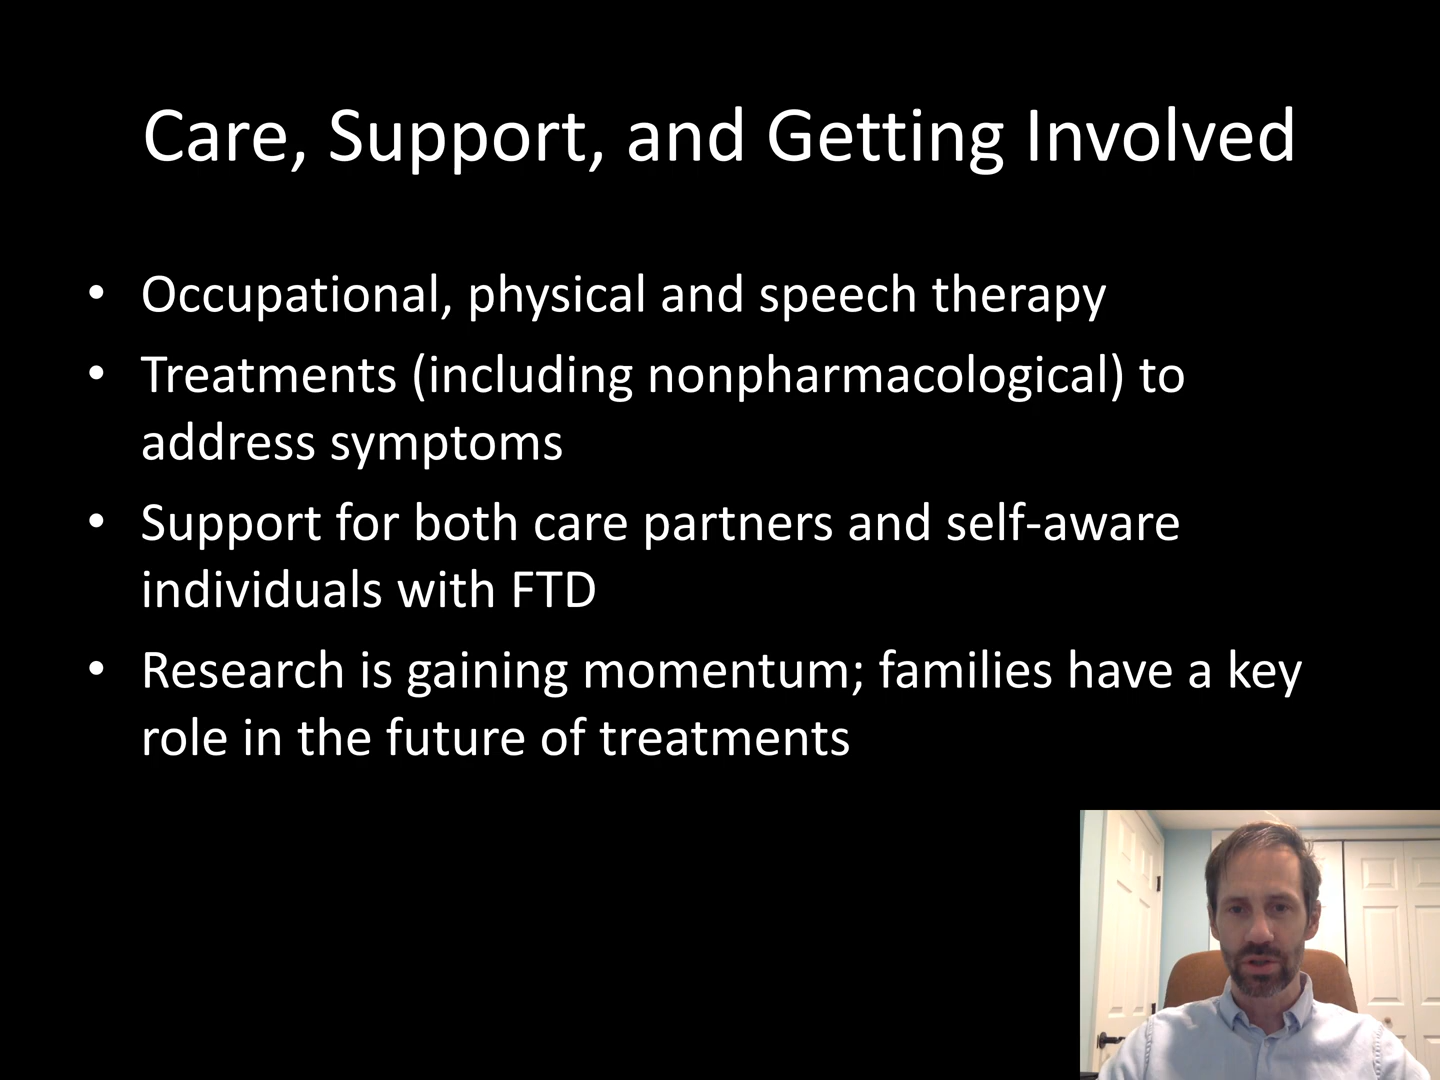 Care, Support, and Getting Involved
• Occupational, physical and speech therapy
• Treatments (including nonpharmacological) to
address symptoms
• Support for both care partners and self-aware
individuals with FTD
• Research is gaining momentum; families have a key
role in the future of treatments